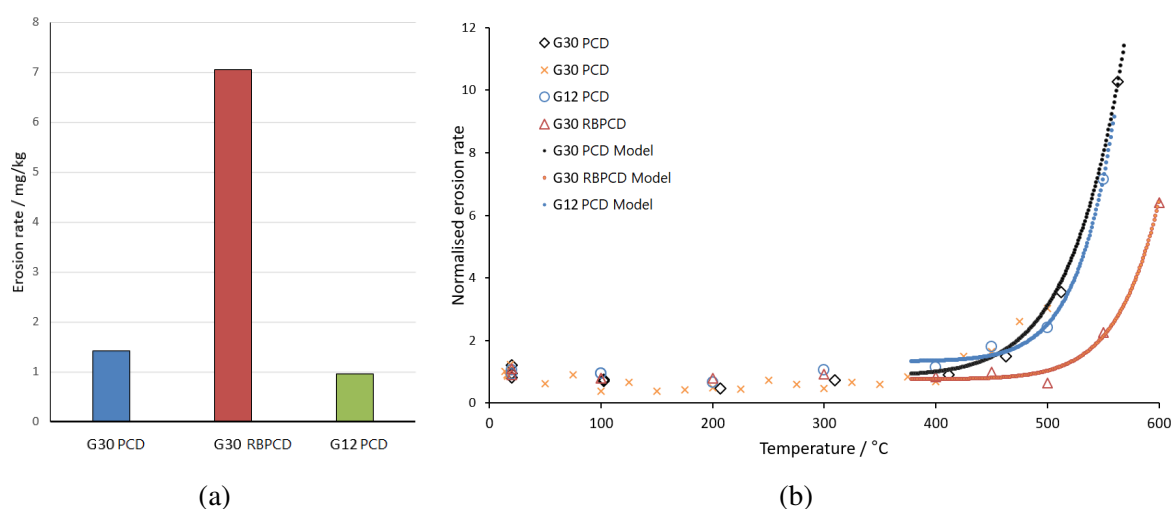 8
7
6
5
4
3
2
1
0
Erosion rate / mg/kg
G30 PCD
G30 RBPCD
G12 PCD
(a)
12
10
8
6
4
2
0
Normalised erosion rate
G30 PCD
G30 PCD
G12 PCD
G30 RBPCD
G30 PCD Model
G30 RBPCD Model
G12 PCD Model
0 100 200 300 400 500 600
Temperature / °C
(b)